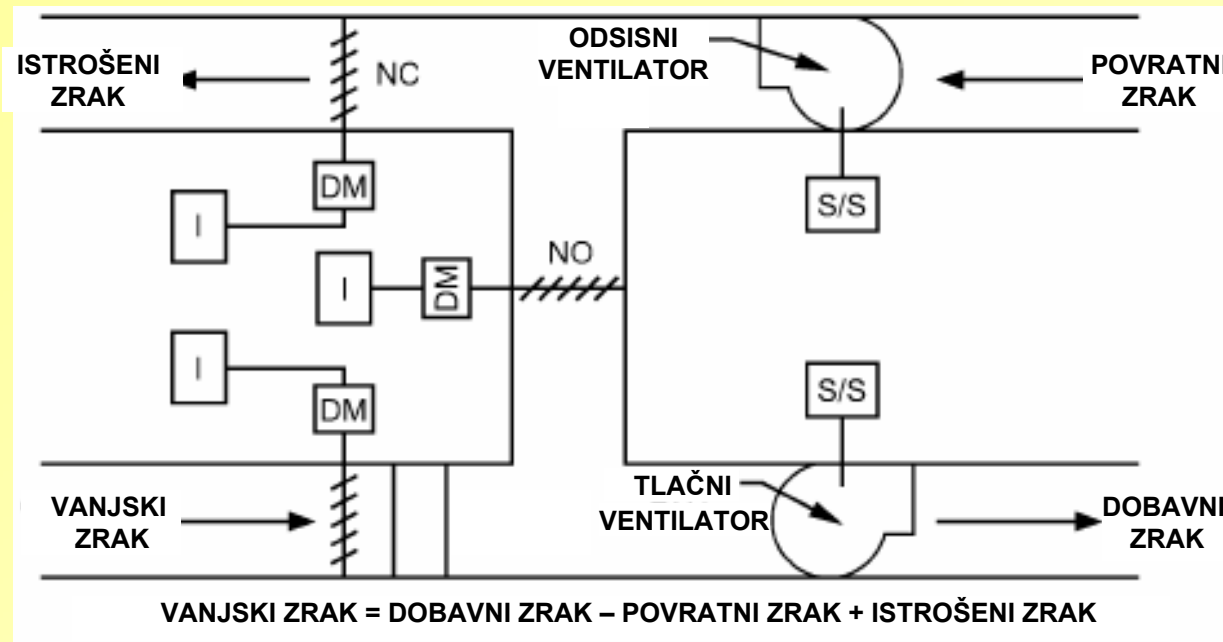 ISTROŠENI
ZRAK
NC
ODSISNI
VENTILATOR
POVRATNI
ZRAK
DM
I
S/S
I
DM
NO
I
DM
S/S
VANJSKI
ZRAK
TLAČNI
VENTILATOR
DOBAVNI
ZRAK
VANJSKI ZRAK = DOBAVNI ZRAK – POVRATNI ZRAK + ISTROŠENI ZRAK